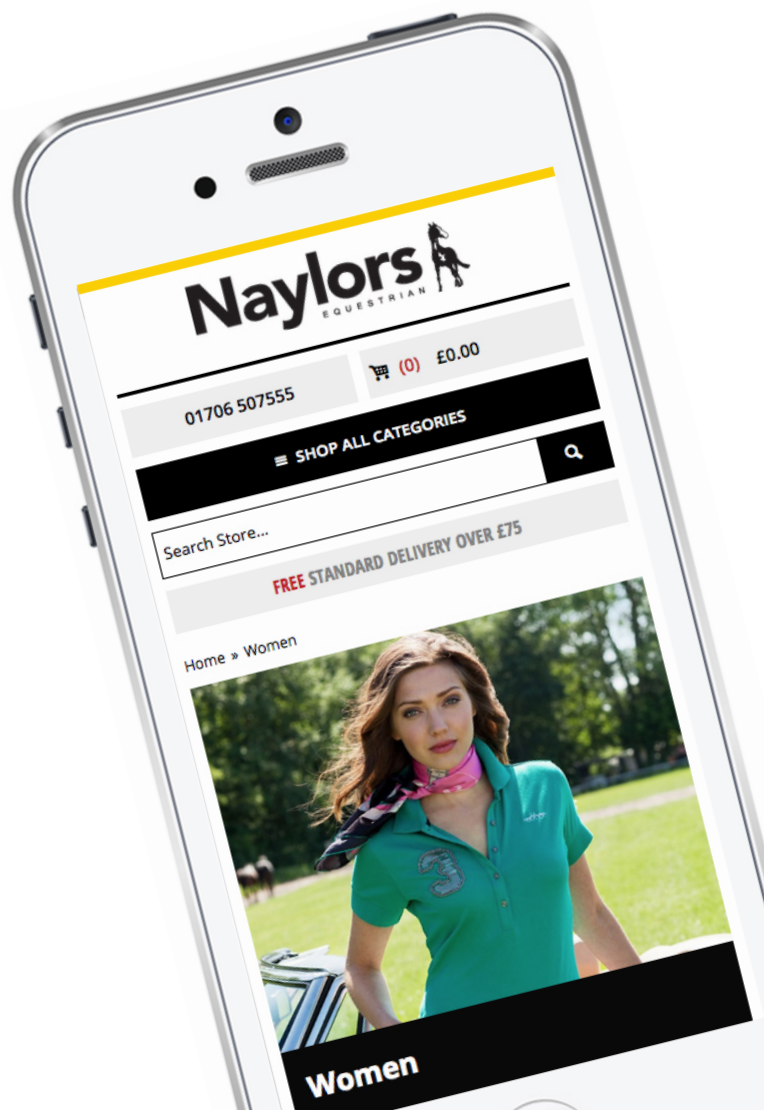 Naylors
EQUESTRIAN
01706 507555
(0) £0.00
≡ SHOP ALL CATEGORIES
Search Store...
FREE STANDARD DELIVERY OVER £75
Home » Women
3
Women